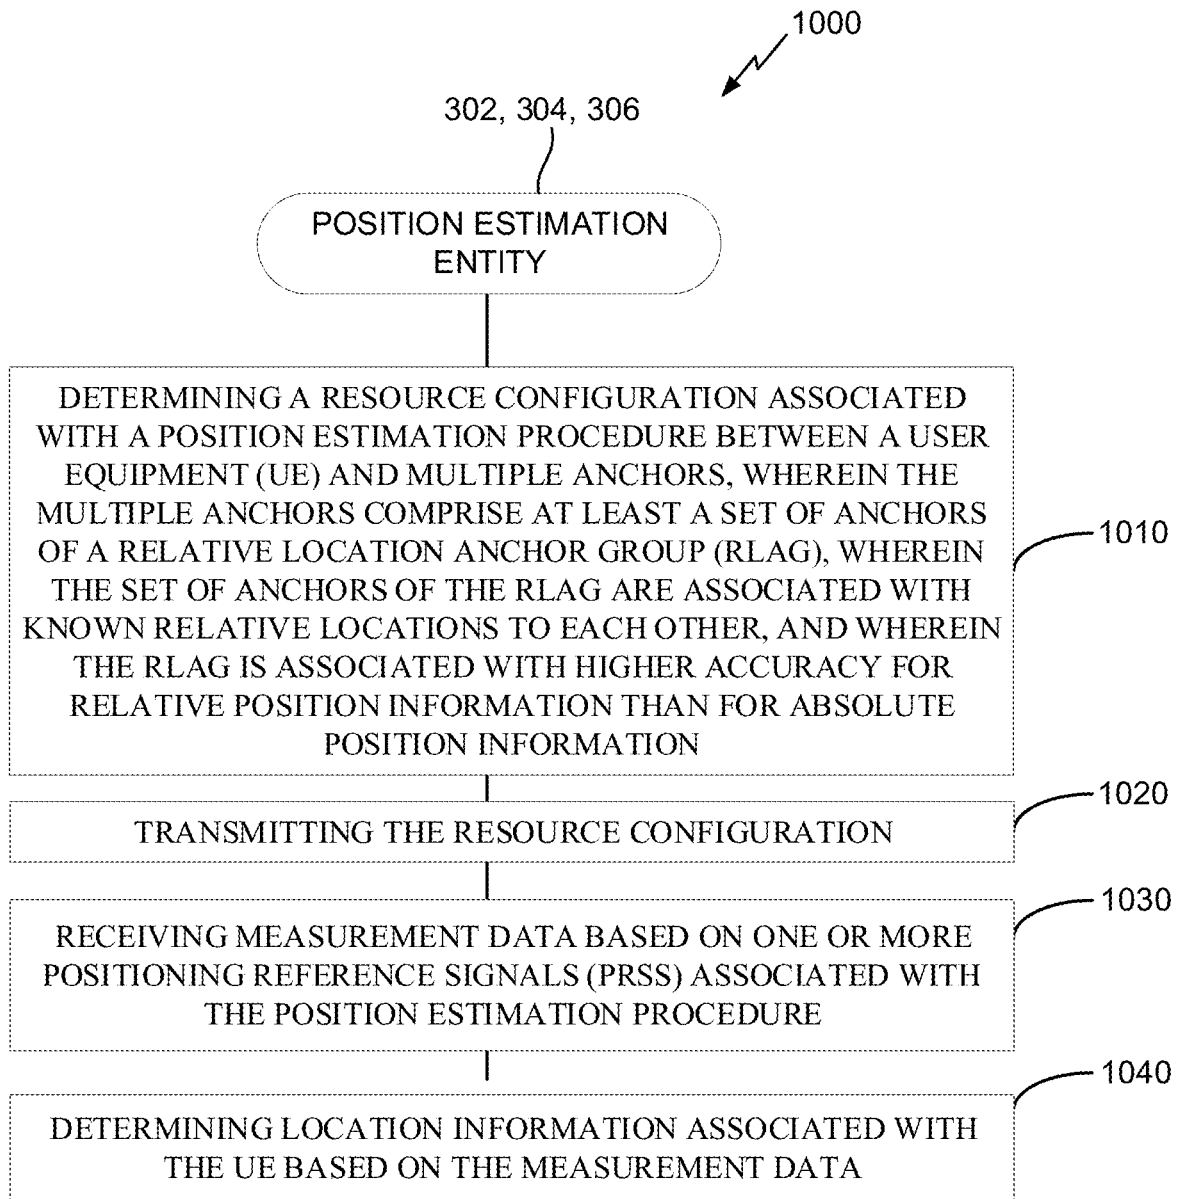 1000
302, 304, 306
POSITION ESTIMATION
ENTITY
DETERMINING A RESOURCE CONFIGURATION ASSOCIATED
WITH A POSITION ESTIMATION PROCEDURE BETWEEN A USER
EQUIPMENT (UE) AND MULTIPLE ANCHORS, WHEREIN THE
MULTIPLE ANCHORS COMPRISE AT LEAST A SET OF ANCHORS
OF A RELATIVE LOCATION ANCHOR GROUP (RLAG), WHEREIN
THE SET OF ANCHORS OF THE RLAG ARE ASSOCIATED WITH
KNOWN RELATIVE LOCATIONS TO EACH OTHER, AND WHEREIN
THE RLAG IS ASSOCIATED WITH HIGHER ACCURACY FOR
RELATIVE POSITION INFORMATION THAN FOR ABSOLUTE
POSITION INFORMATION
1010
TRANSMITTING THE RESOURCE CONFIGURATION
1020
RECEIVING MEASUREMENT DATA BASED ON ONE OR MORE
POSITIONING REFERENCE SIGNALS (PRSS) ASSOCIATED WITH
THE POSITION ESTIMATION PROCEDURE
1030
DETERMINING LOCATION INFORMATION ASSOCIATED WITH
THE UE BASED ON THE MEASUREMENT DATA
1040